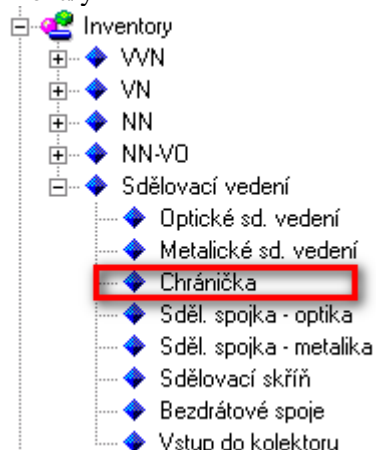 Inventory
VVN
VN
NN
NN-VO
Sdělovací vedení
Optické sd. vedení
Metalické sd. vedení
Chránička
Sděl. spojka - optika
Sděl. spojka - metalika
Sdělovací skříň
Bezdrátové spoje
Vstup do kolektoru